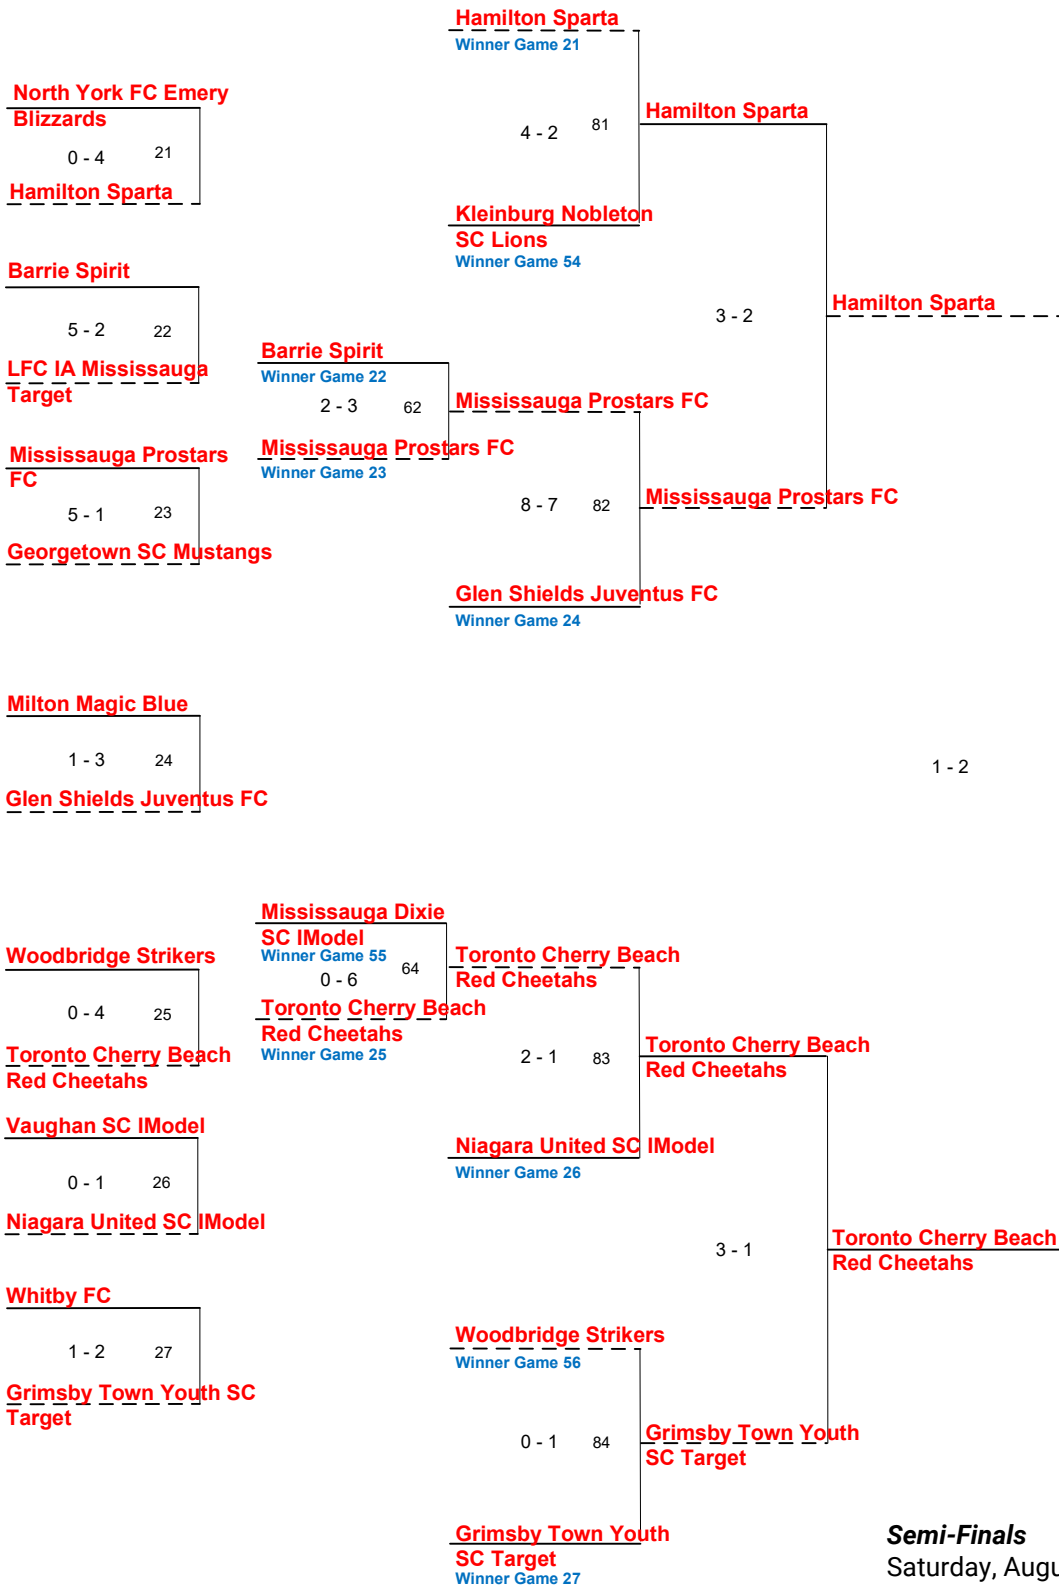 Hamilton Sparta
Winner Game 21
North York FC Emery
Blizzards
0 - 4 21
Hamilton Sparta
4 - 2 81
Hamilton Sparta
Kleinburg Nobleton
SC Lions
Winner Game 54
Barrie Spirit
5 - 2 22
LFC IA Mississauga
Target
3 - 2
Hamilton Sparta
Barrie Spirit
Winner Game 22
2 - 3 62
Mississauga Prostars FC
Winner Game 23
Mississauga Prostars FC
Mississauga Prostars
FC
5 - 1 23
Georgetown SC Mustangs
8 - 7 82
Mississauga Prostars FC
Glen Shields Juventus FC
Winner Game 24
Milton Magic Blue
1 - 3 24
Glen Shields Juventus FC
1 - 2
Mississauga Dixie
SC IModel
Winner Game 55
0 - 6 64
Toronto Cherry Beach
Red Cheetahs
Winner Game 25
Woodbridge Strikers
0 - 4 25
Toronto Cherry Beach
Red Cheetahs
Toronto Cherry Beach
Red Cheetahs
2 - 1 83
Toronto Cherry Beach
Red Cheetahs
Vaughan SC IModel
0 - 1 26
Niagara United SC IModel
Niagara United SC IModel
Winner Game 26
3 - 1
Toronto Cherry Beach
Red Cheetahs
Whitby FC
1 - 2 27
Grimsby Town Youth SC
Target
Woodbridge Strikers
Winner Game 56
0 - 1 84
Grimsby Town Youth
SC Target
Grimsby Town Youth
SC Target
Winner Game 27
Semi-Finals
Saturday, Augu